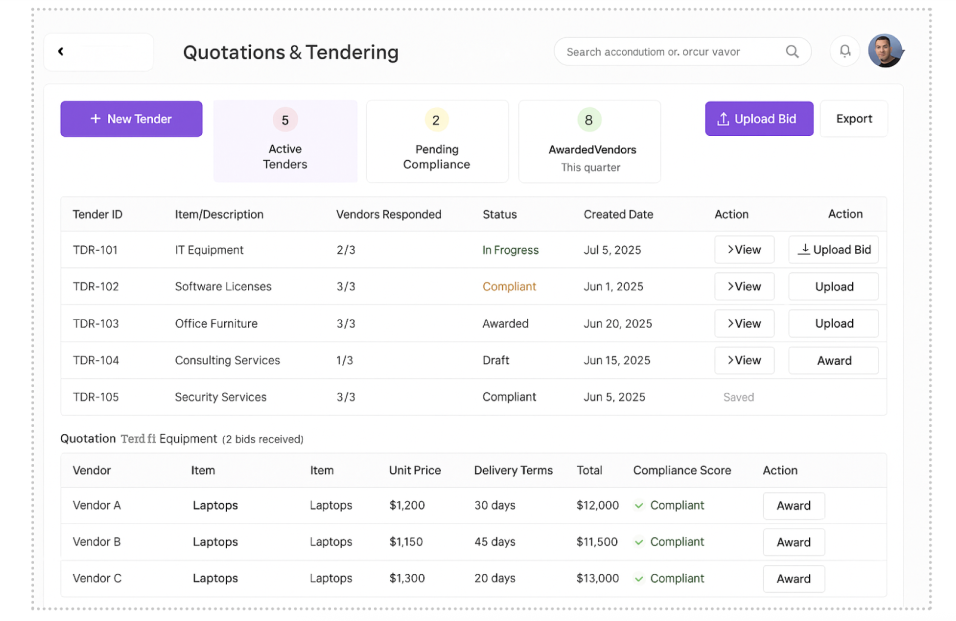 Quotations & Tendering
Search accondution or. orcur vavor
+ New Tender
5
Active
Tenders
2
Pending
Compliance
8
AwardedVendors
This quarter
Upload Bid
Export
Tender ID Item/Description Vendors Responded Status Created Date Action Action
TDR-101 IT Equipment 2/3 In Frogress Jul 5, 2025 >View Upload Bid
TDR-102 Software Licenses 3/3 Compliant Jun 1, 2025 >View Upload
TDR-103 Office Furniture 3/3 Awarded Jun 20, 2025 >View Upload
TDR-104 Consulting Services 1/3 Draft Jun 15, 2025 >View Award
TDR-105 Security Services 3/3 Compliant Jun 5, 2025 Saved
Quotation Terd fi Equipment (2 bids received)
Vendor Item Item Unit Price Delivery Terms Total Compliance Score Action
Vendor A Laptops Laptops $1,200 30 days $12,000 ✓ Compliant Award
Vendor B Laptops Laptops $1,150 45 days $11,500 ✓ Compliant Award
Vendor C Laptops Laptops $1,300 20 days $13,000 ✓ Compliant Award